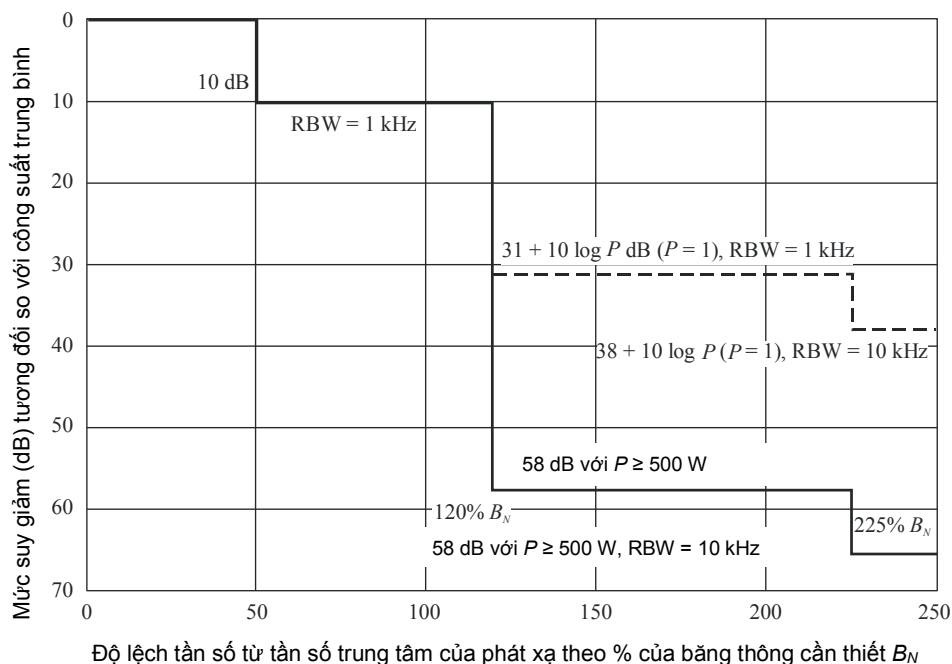 Mức suy giảm (dB) tương đối so với công suất trung bình
0
10
20
30
40
50
60
70
10 dB
RBW = 1 kHz
31 + 10 log P dB (P = 1), RBW = 1 kHz
38 + 10 log P (P = 1), RBW = 10 kHz
58 dB với P ≥ 500 W
120% B_N
225% B_N
58 dB với P ≥ 500 W, RBW = 10 kHz
0 50 100 150 200 250
Độ lệch tần số từ tần số trung tâm của phát xạ theo % của băng thông cần thiết B_N